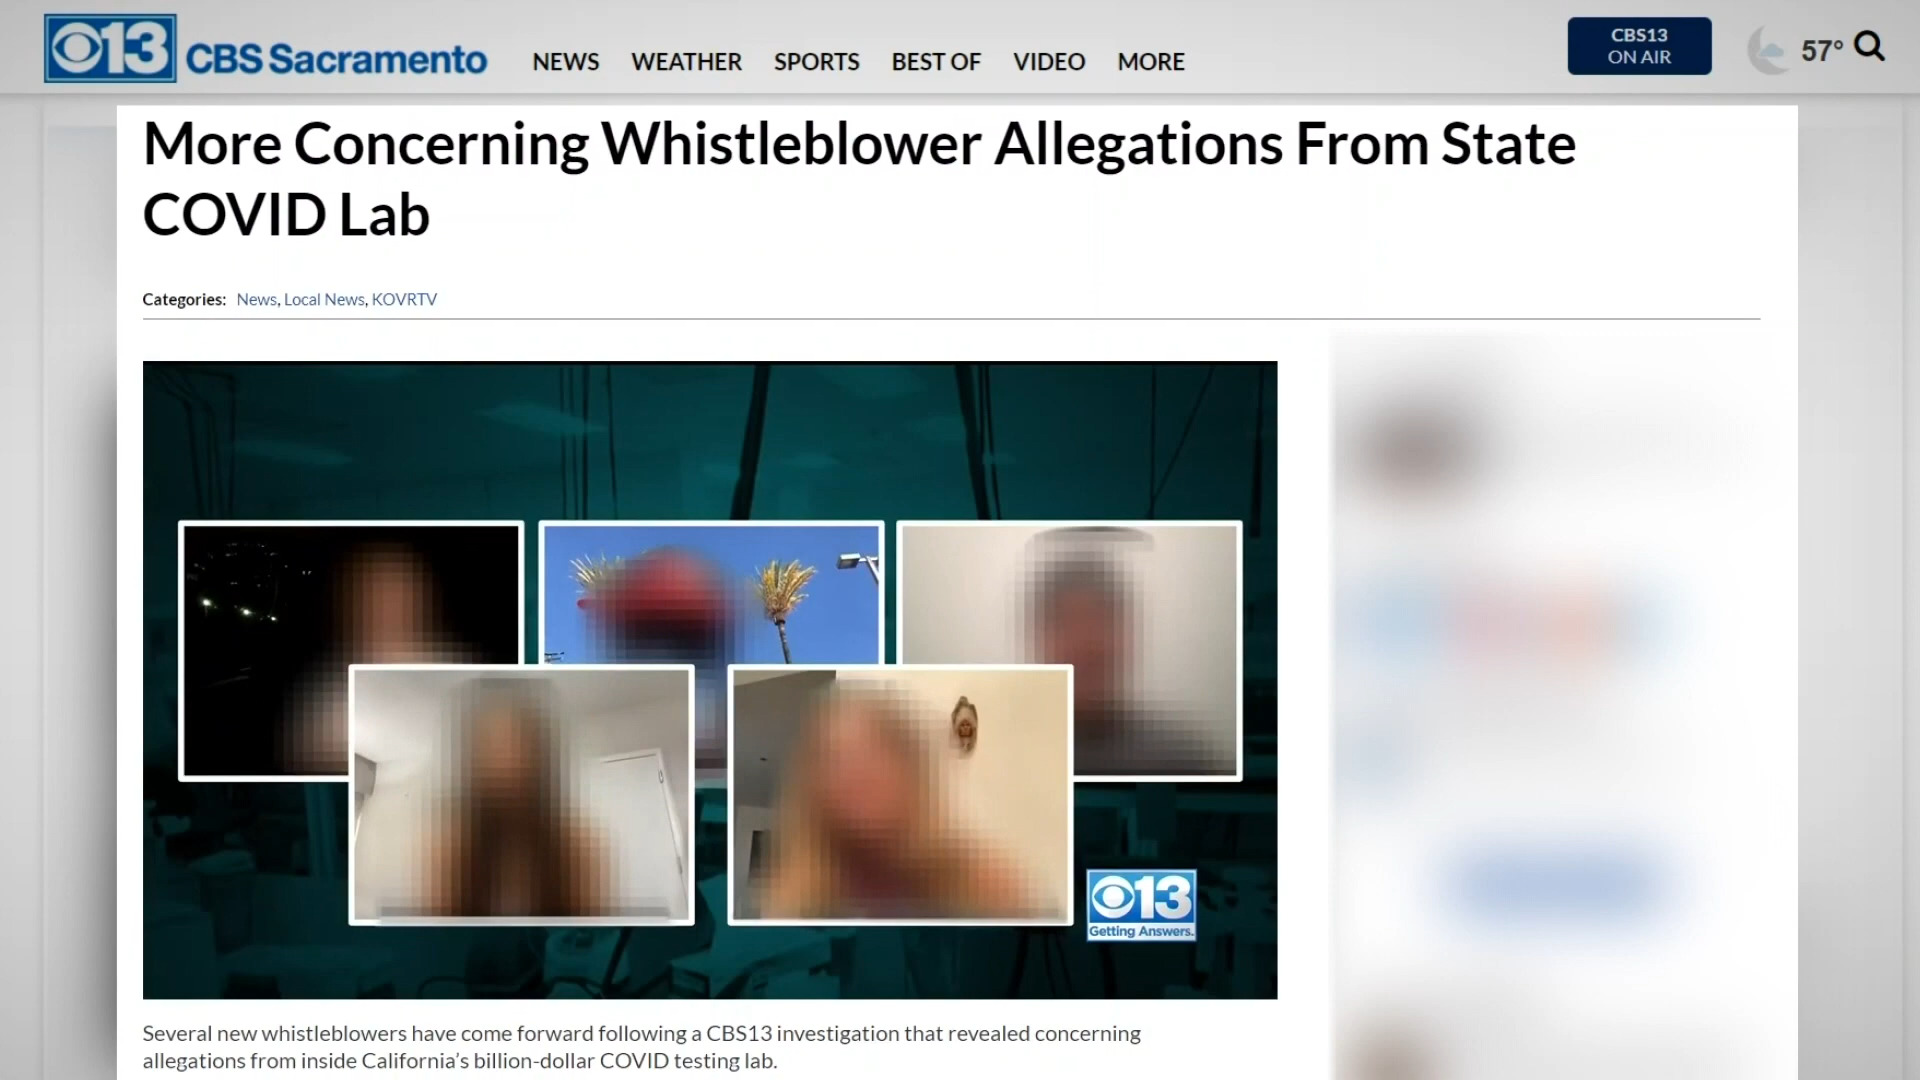 13 CBS Sacramento
NEWS WEATHER SPORTS BEST OF VIDEO MORE
CBS13
ON AIR
57°
More Concerning Whistleblower Allegations From State
COVID Lab
Categories: News, Local News, KOVRTV
13
Getting Answers.
Several new whistleblowers have come forward following a CBS13 investigation that revealed concerning
allegations from inside California's billion-dollar COVID testing lab.